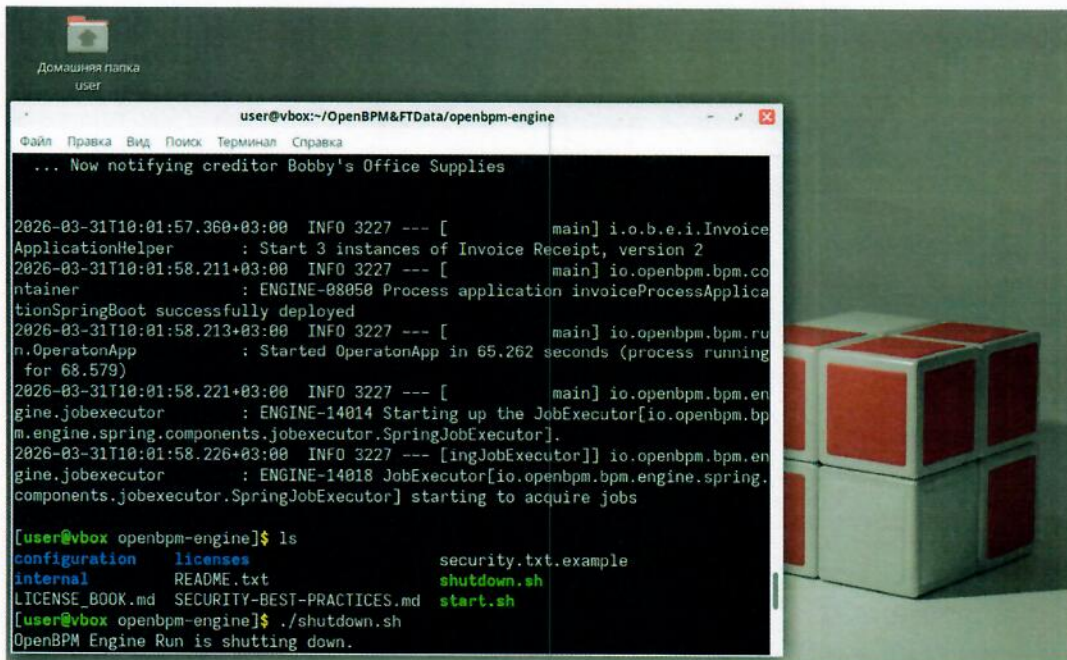 Домашняя папка
user
user@vbox:~/OpenBPM&FTData/openbpm-engine
Файл Правка Вид Поиск Терминал Справка
... Now notifying creditor Bobby's Office Supplies
2026-03-31T10:01:57.360+03:00  INFO 3227 --- [           main] i.o.b.e.i.Invoice
ApplicationHelper        : Start 3 instances of Invoice Receipt, version 2
2026-03-31T10:01:58.211+03:00  INFO 3227 --- [           main] io.openbpm.bpm.co
ntainer                  : ENGINE-08050 Process application invoiceProcessApplica
tionSpringBoot successfully deployed
2026-03-31T10:01:58.213+03:00  INFO 3227 --- [           main] io.openbpm.bpm.ru
n.OperatonApp            : Started OperatonApp in 65.262 seconds (process running
 for 68.579)
2026-03-31T10:01:58.221+03:00  INFO 3227 --- [           main] io.openbpm.bpm.en
gine.jobexecutor         : ENGINE-14014 Starting up the JobExecutor[io.openbpm.bp
m.engine.spring.components.jobexecutor.SpringJobExecutor].
2026-03-31T10:01:58.226+03:00  INFO 3227 --- [ingJobExecutor]] io.openbpm.bpm.en
gine.jobexecutor         : ENGINE-14018 JobExecutor[io.openbpm.bpm.engine.spring.
components.jobexecutor.SpringJobExecutor] starting to acquire jobs
[user@vbox openbpm-engine]$ ls
configuration    licenses                     security.txt.example
internal         README.txt                   shutdown.sh
LICENSE_BOOK.md  SECURITY-BEST-PRACTICES.md   start.sh
[user@vbox openbpm-engine]$ ./shutdown.sh
OpenBPM Engine Run is shutting down.